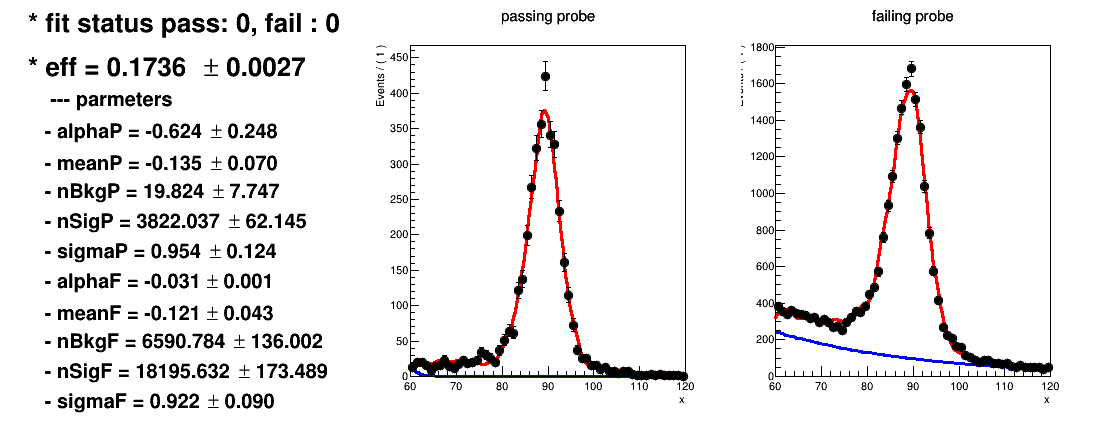 * fit status pass: 0, fail : 0
* eff = 0.1736 ± 0.0027
--- parmeters
- alphaP = -0.624 ± 0.248
- meanP = -0.135 ± 0.070
- nBkgP = 19.824 ± 7.747
- nSigP = 3822.037 ± 62.145
- sigmaP = 0.954 ± 0.124
- alphaF = -0.031 ± 0.001
- meanF = -0.121 ± 0.043
- nBkgF = 6590.784 ± 136.002
- nSigF = 18195.632 ± 173.489
- sigmaF = 0.922 ± 0.090
passing probe
Events / ( 1 )
450
400
350
300
250
200
150
100
50
0
60 70 80 90 100 110 120
x
failing probe
1800
1600
1400
1200
1000
800
600
400
200
0
60 70 80 90 100 110 120
x